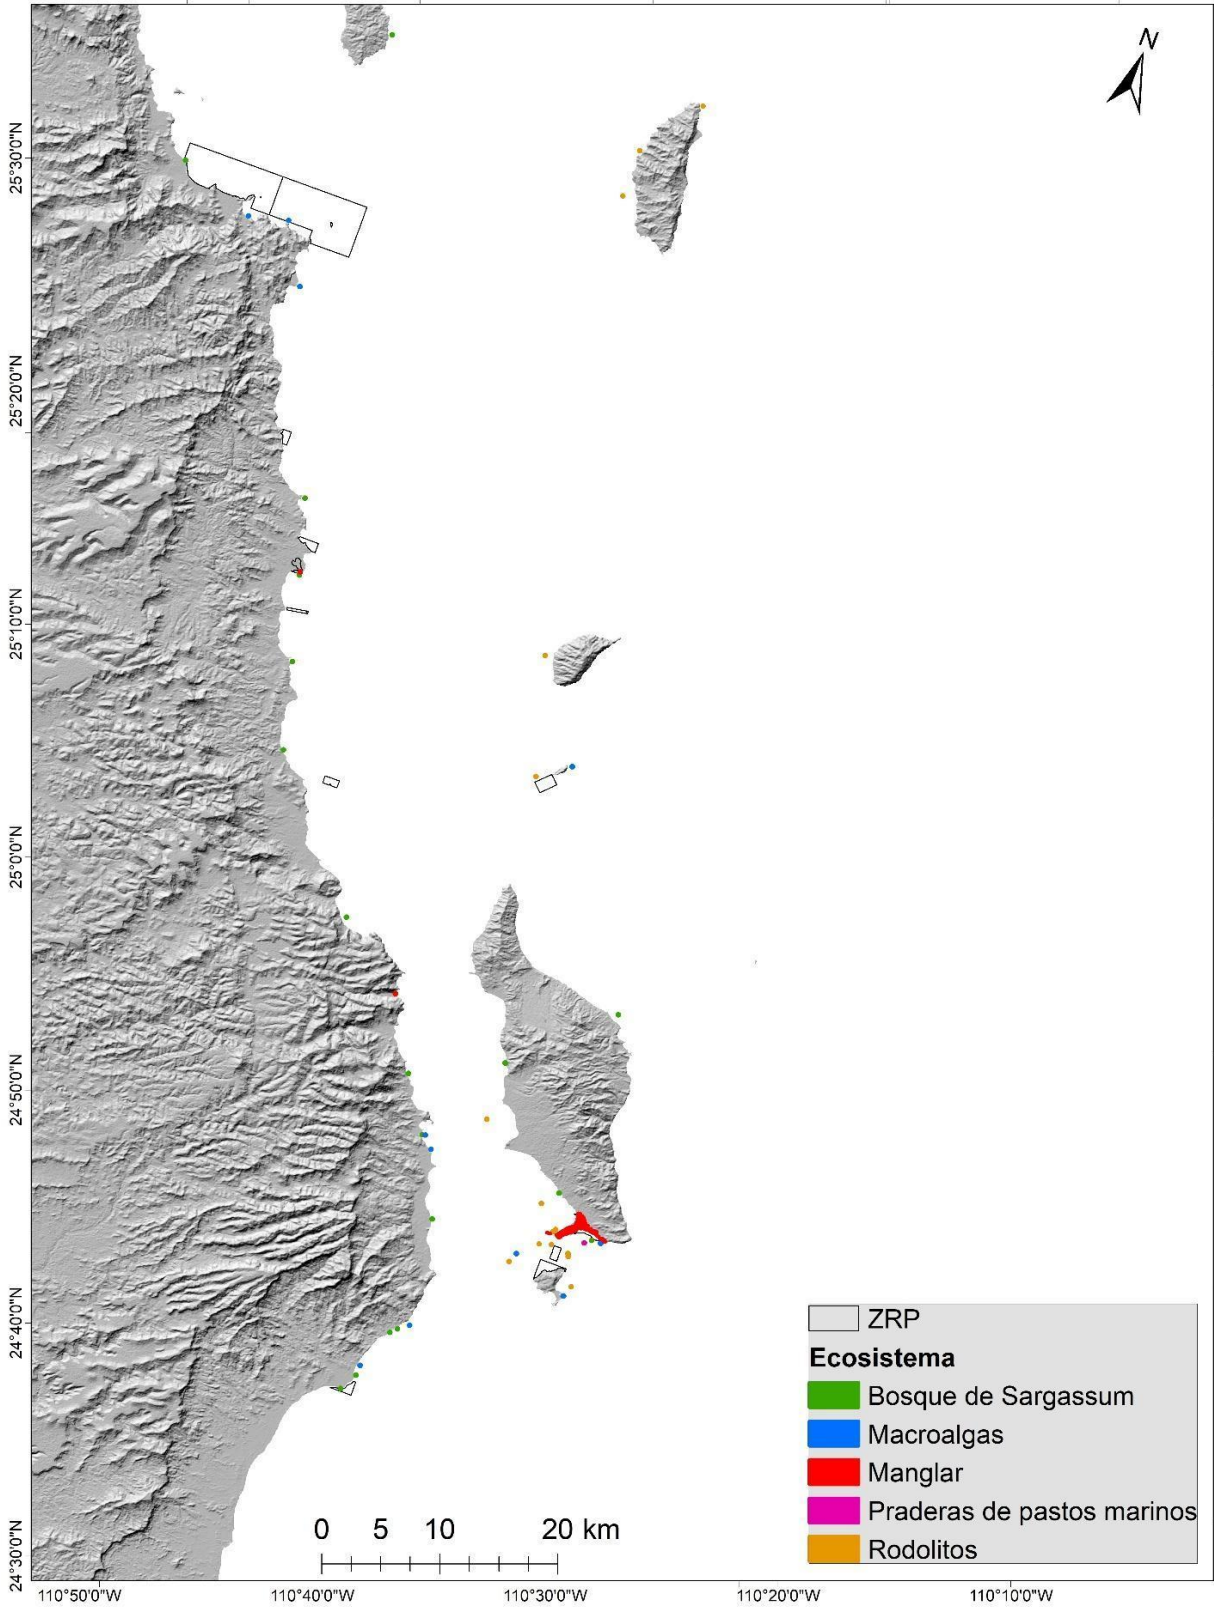 N
25°30'0"N
25°20'0"N
25°10'0"N
25°0'0"N
24°50'0"N
24°40'0"N
24°30'0"N
ZRP
Ecosistema
Bosque de Sargassum
Macroalgas
Manglar
Praderas de pastos marinos
Rodolitos
0 5 10 20 km
110°50'0"W 110°40'0"W 110°30'0"W 110°20'0"W 110°10'0"W